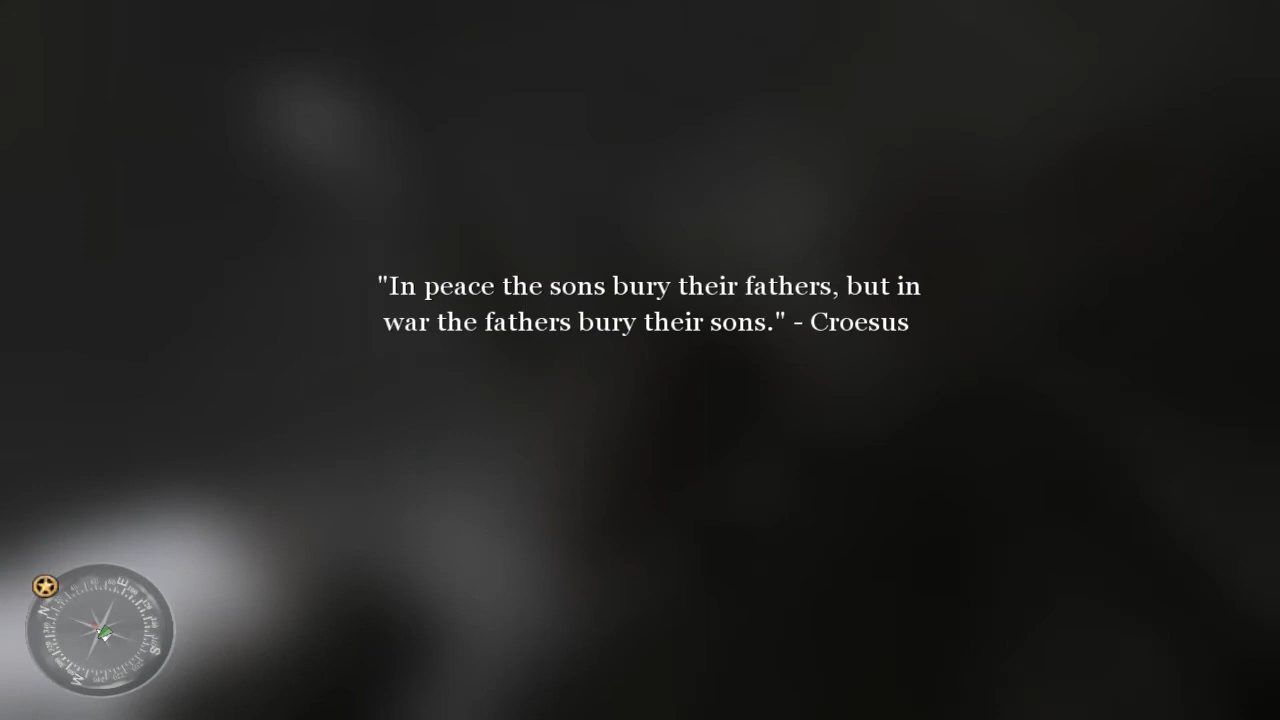 "In peace the sons bury their fathers, but in
war the fathers bury their sons." - Croesus
N
E
S